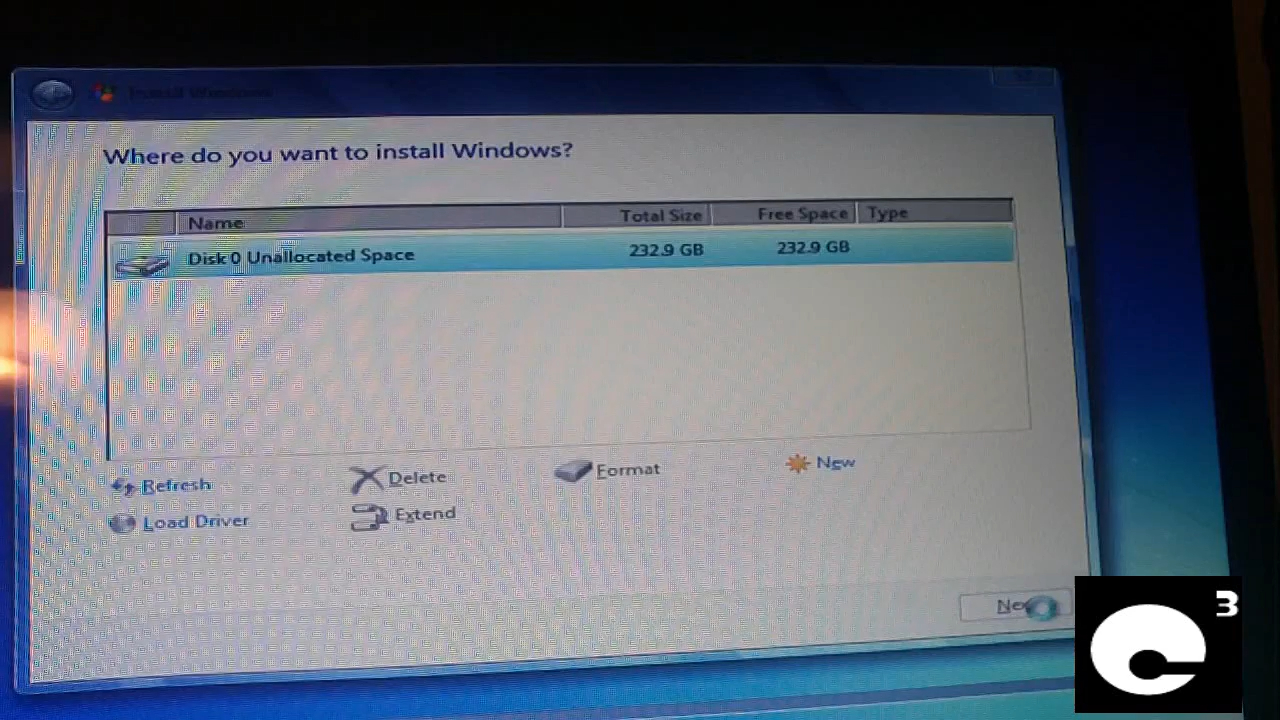 Install Windows
Where do you want to install Windows?
Name Total Size Free Space Type
Disk 0 Unallocated Space 232.9 GB 232.9 GB
Refresh Delete Format New
Load Driver Extend
3